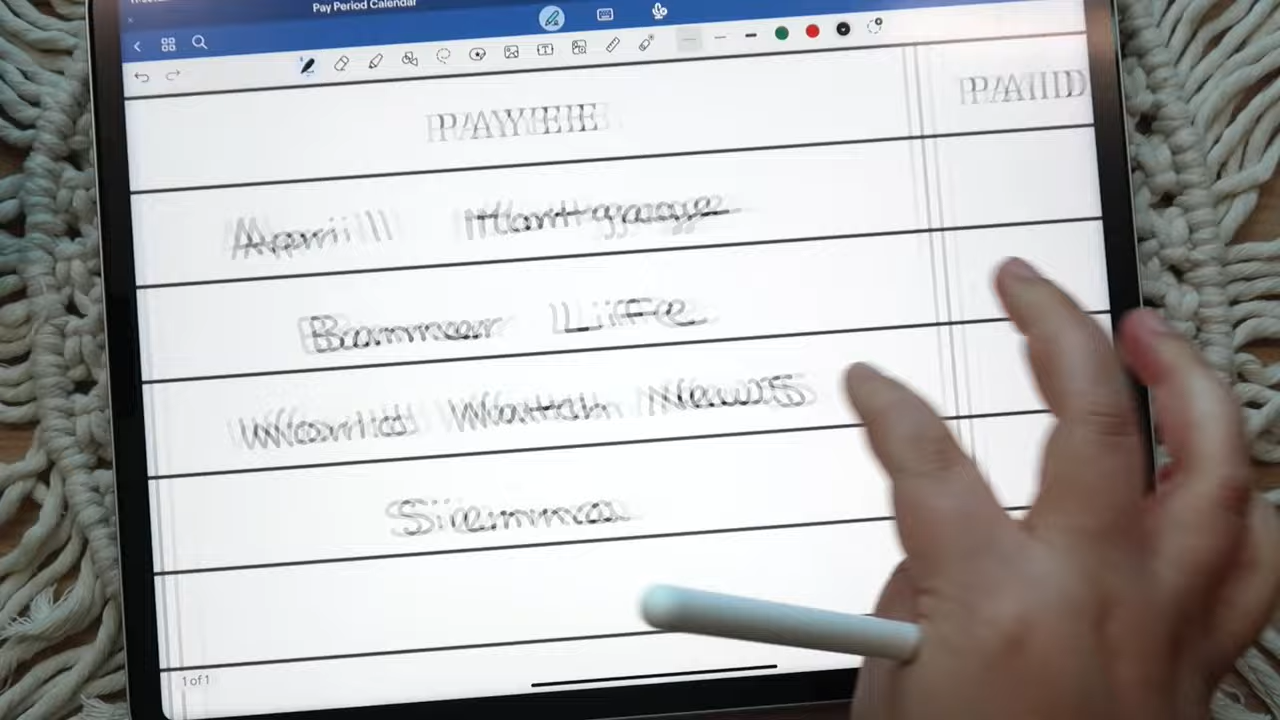 Pay Period Calendar
PAYEE PAID
April Mortgage
Banner Life
World Watch News
Sienna
1 of 1